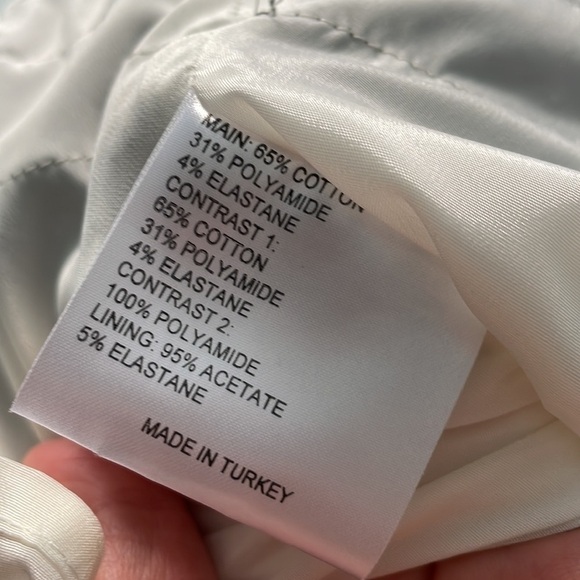 MAIN: 65% COTTON
31% POLYAMIDE
4% ELASTANE
CONTRAST 1:
65% COTTON
31% POLYAMIDE
4% ELASTANE
CONTRAST 2:
100% POLYAMIDE
LINING: 95% ACETATE
5% ELASTANE
MADE IN TURKEY